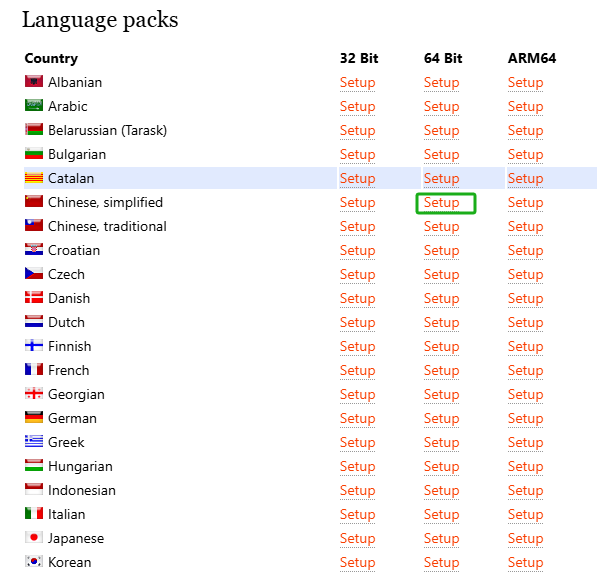 Language packs
Country 32 Bit 64 Bit ARM64
Albanian Setup Setup Setup
Arabic Setup Setup Setup
Belarussian (Tarask) Setup Setup Setup
Bulgarian Setup Setup Setup
Catalan Setup Setup Setup
Chinese, simplified Setup Setup Setup
Chinese, traditional Setup Setup Setup
Croatian Setup Setup Setup
Czech Setup Setup Setup
Danish Setup Setup Setup
Dutch Setup Setup Setup
Finnish Setup Setup Setup
French Setup Setup Setup
Georgian Setup Setup Setup
German Setup Setup Setup
Greek Setup Setup Setup
Hungarian Setup Setup Setup
Indonesian Setup Setup Setup
Italian Setup Setup Setup
Japanese Setup Setup Setup
Korean Setup Setup Setup